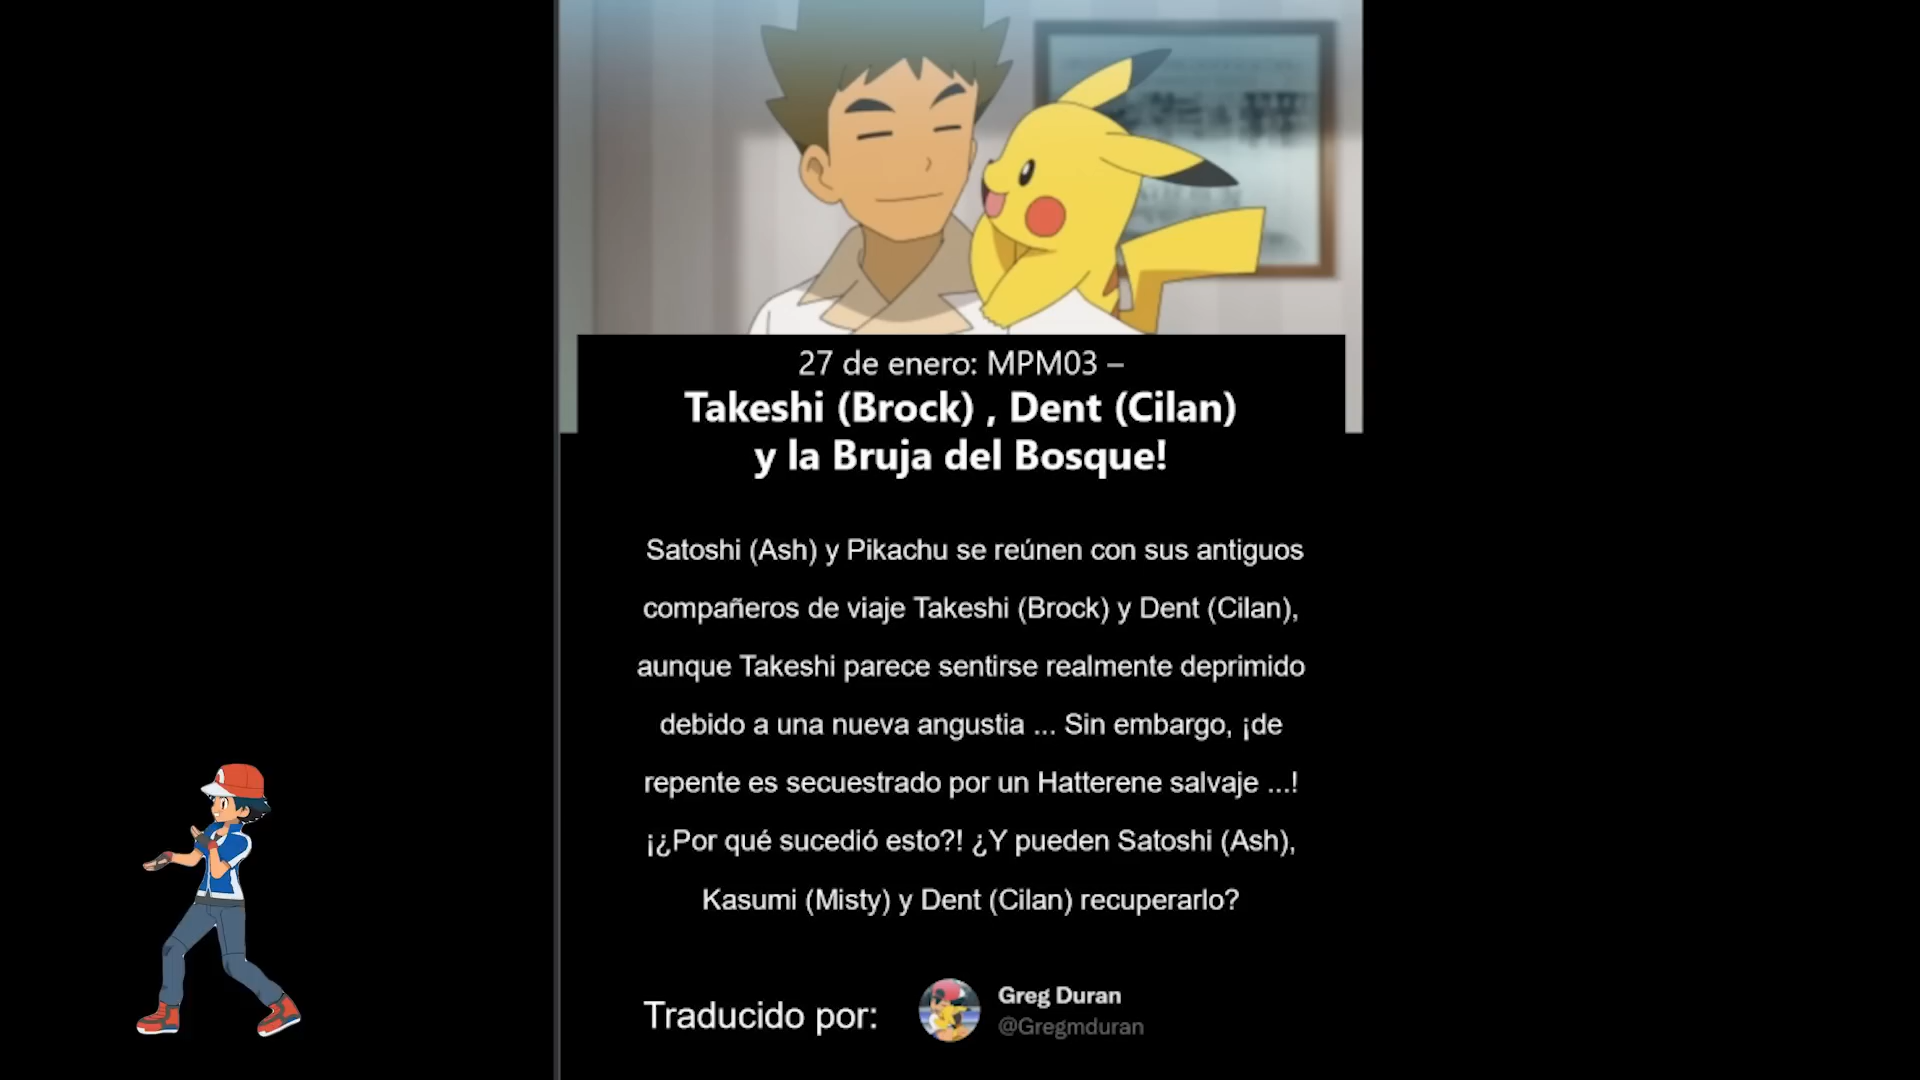 27 de enero: MPM03 –
Takeshi (Brock) , Dent (Cilan)
y la Bruja del Bosque!
Satoshi (Ash) y Pikachu se reúnen con sus antiguos
compañeros de viaje Takeshi (Brock) y Dent (Cilan),
aunque Takeshi parece sentirse realmente deprimido
debido a una nueva angustia ... Sin embargo, ¡de
repente es secuestrado por un Hatterene salvaje ...!
¡¿Por qué sucedió esto?! ¿Y pueden Satoshi (Ash),
Kasumi (Misty) y Dent (Cilan) recuperarlo?
Traducido por:
Greg Duran
@Gregmduran